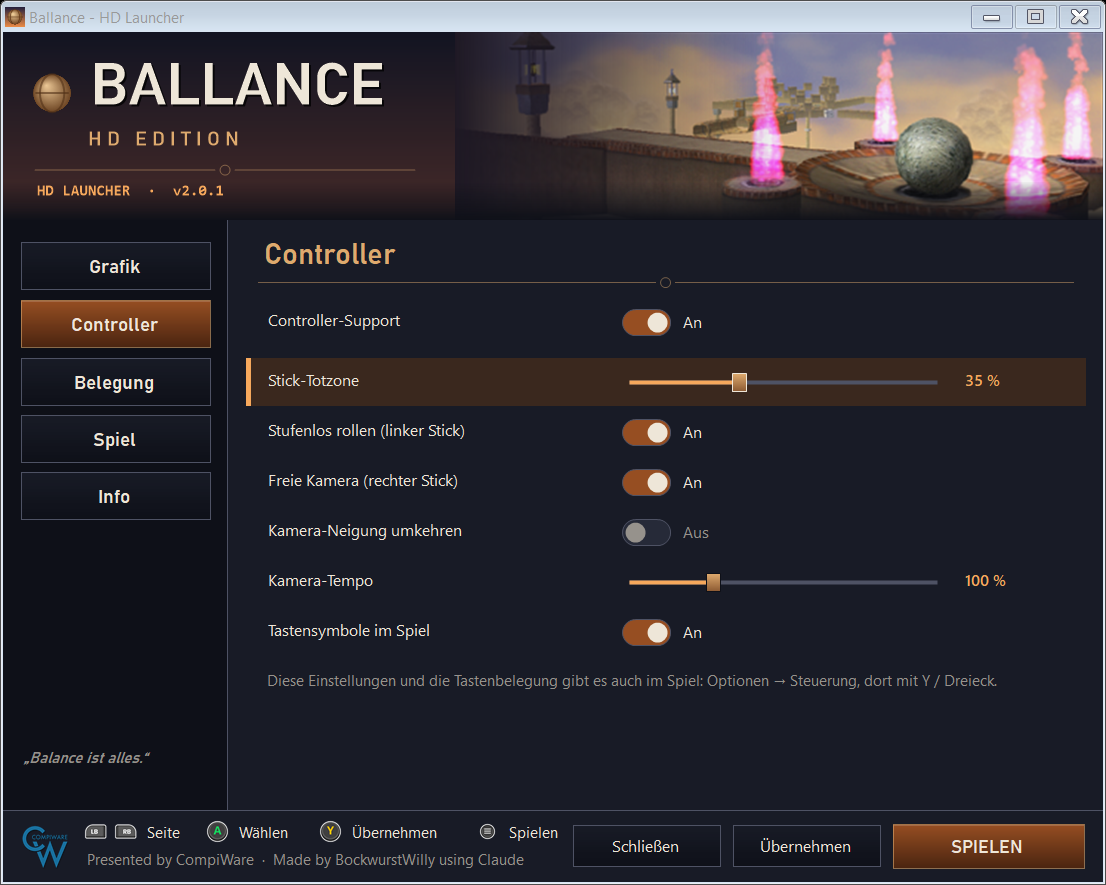 Ballance - HD Launcher
BALLANCE
HD EDITION
HD LAUNCHER · v2.0.1
Grafik
Controller
Belegung
Spiel
Info
„Balance ist alles.“
Controller
Controller-Support An
Stick-Totzone 35 %
Stufenlos rollen (linker Stick) An
Freie Kamera (rechter Stick) An
Kamera-Neigung umkehren Aus
Kamera-Tempo 100 %
Tastensymbole im Spiel An
Diese Einstellungen und die Tastenbelegung gibt es auch im Spiel: Optionen → Steuerung, dort mit Y / Dreieck.
COMPIWARE
CW
LB RB Seite A Wählen Y Übernehmen Spielen
Presented by CompiWare · Made by BockwurstWilly using Claude
Schließen
Übernehmen
SPIELEN